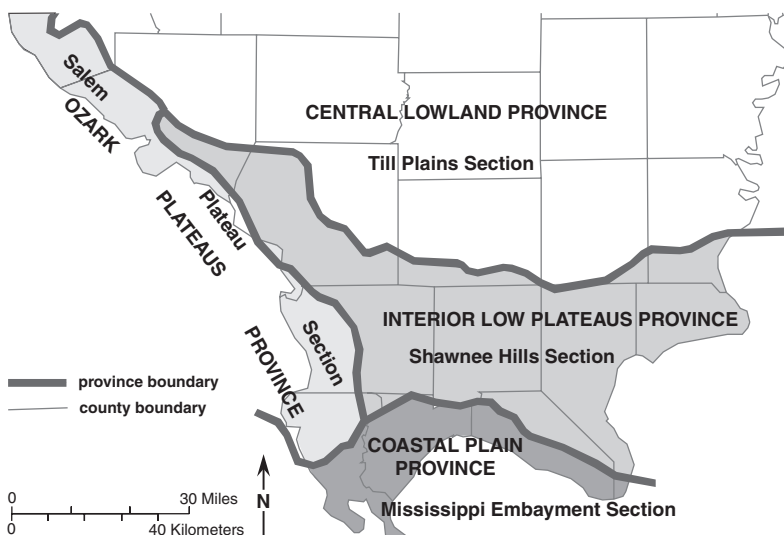 Salem
OZARK
CENTRAL LOWLAND PROVINCE
Till Plains Section
Plateau
PLATEAUS
INTERIOR LOW PLATEAUS PROVINCE
Shawnee Hills Section
Section
PROVINCE
province boundary
county boundary
COASTAL PLAIN
PROVINCE
Mississippi Embayment Section
0 30 Miles
0 40 Kilometers
N